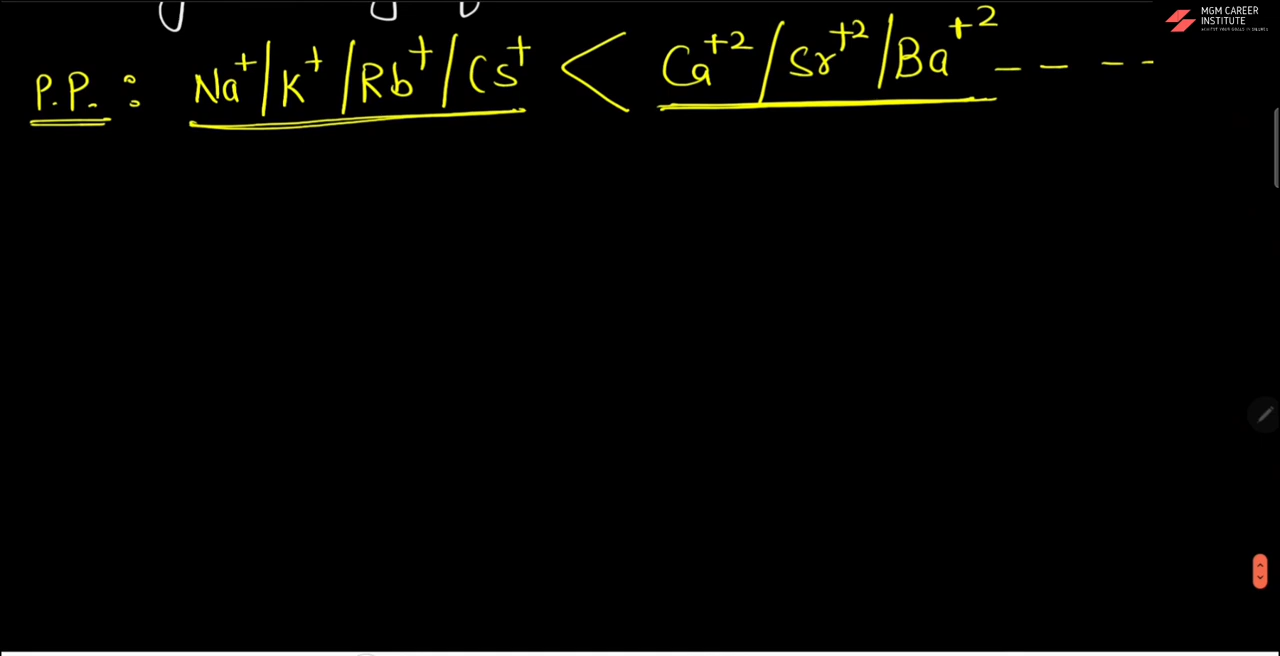 MGM CAREER
INSTITUTE
P.P. : Na+/K+/Rb+/Cs+ < Ca+2/Sr+2/Ba+2 - - - -